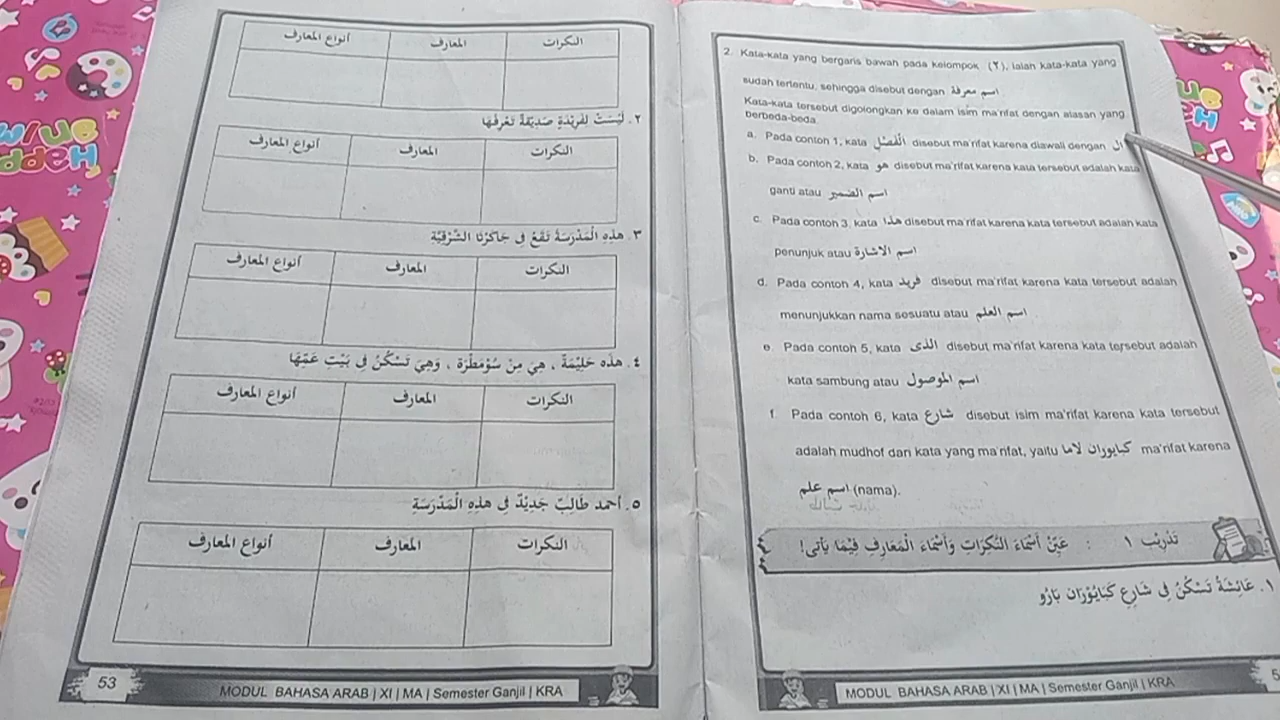 النكرات المعارف أنواع المعارف
٢. لَيْسَتْ لِفَرِيْدَةٍ صَدِيْقَةٌ تَعْرِفُهَا
النكرات المعارف أنواع المعارف
٣. هذِهِ الْمَدْرَسَةُ تَقَعُ فِي جَاكَرْتَا الشَّرْقِيَّةِ
النكرات المعارف أنواع المعارف
٤. هذِه حَلِيْمَةٌ ، هِيَ مِنْ سُوْمَطْرَة ، وَهِيَ تَسْكُنُ فِي بَيْتِ عَمِّهَا
النكرات المعارف أنواع المعارف
٥. أحمد طَالِبٌ جَدِيْدٌ فِي هذِهِ الْمَدْرَسَةِ
النكرات المعارف أنواع المعارف
53
MODUL BAHASA ARAB | XI | MA | Semester Ganjil | KRA
2. Kata-kata yang bergaris bawah pada kelompok (٢), ialah kata-kata yang
sudah tertentu, sehingga disebut dengan اسم معرفة
Kata-kata tersebut digolongkan ke dalam isim ma'rifat dengan alasan yang
berbeda-beda
a. Pada contoh 1, kata الْفَصْل disebut ma'rifat karena diawali dengan ال
b. Pada contoh 2, kata هو disebut ma'rifat karena kata tersebut adalah kata
ganti atau اسم الضمير
c. Pada contoh 3. kata هذا disebut ma'rifat karena kata tersebut adalah kata
penunjuk atau اسم الاشارة
d. Pada contoh 4, kata فريد disebut ma'rifat karena kata tersebut adalah
menunjukkan nama sesuatu atau اسم العلم
e. Pada contoh 5, kata الذى disebut ma'rifat karena kata tersebut adalah
kata sambung atau اسم الموصول
f. Pada contoh 6, kata شارع disebut isim ma'rifat karena kata tersebut
adalah mudhof dari kata yang ma'rifat, yaitu كبايوران لاما ma'rifat karena
اسم علم (nama).
تَدْرِيْب ١ : عَيِّنْ أَسْمَاءَ النَّكِرَاتِ وَأَسْمَاءَ الْمَعَارِفِ فِيْمَا يَأْتِى!
١. عَائِشَةُ تَسْكُنُ فِي شَارِعِ كَبَايُوْرَان بَارُو
MODUL BAHASA ARAB | XI | MA | Semester Ganjil | KRA